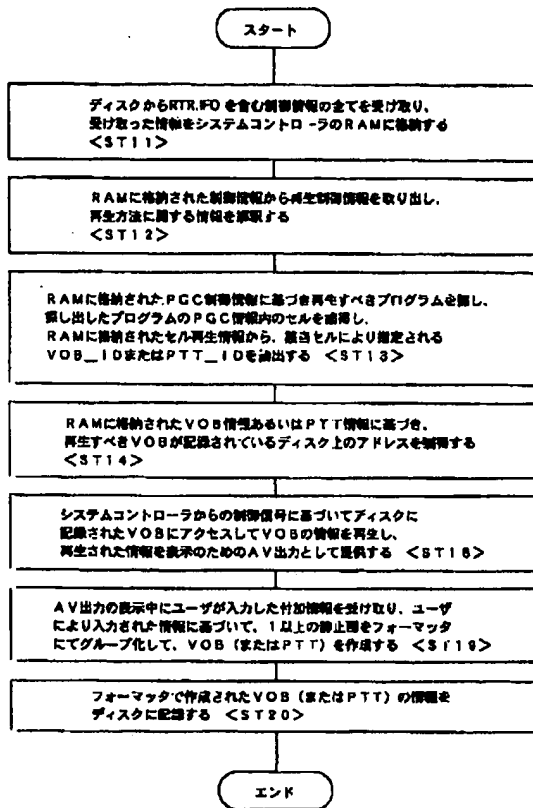 スタート
ディスクからRTR.IFOを含む制御情報の全てを受け取り、
受け取った情報をシステムコントローラのRAMに格納する
<ST11>
RAMに格納された制御情報から再生制御情報を取り出し、
再生方法に関する情報を解釈する
<ST12>
RAMに格納されたPGC制御情報に基づき再生すべきプログラムを探し、
探し出したプログラムのPGC情報内のセルを獲得し、
RAMに格納されたセル再生情報から、該当セルにより指定される
VOB__IDまたはPTT__IDを抽出する <ST13>
RAMに格納されたVOB情報あるいはPTT情報に基づき、
再生すべきVOBが記録されているディスク上のアドレスを獲得する
<ST14>
システムコントローラからの制御信号に基づいてディスクに
記録されたVOBにアクセスしてVOBの情報を再生し、
再生された情報を表示のためのAV出力として提供する
AV出力の表示中にユーザが入力した付加情報を受け取り、ユーザ
により入力された情報に基づいて、1以上の静止画をフォーマッタ
にてグループ化して、VOB(またはPTT)を作成する <ST19>
フォーマッタで作成されたVOB(またはPTT)の情報を
ディスクに記録する <ST20>
エンド